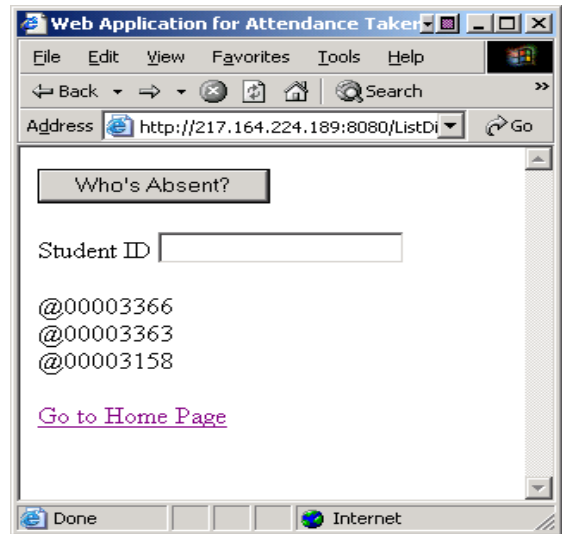 Web Application for Attendance Taker
File Edit View Favorites Tools Help
Back Search »
Address http://217.164.224.189:8080/ListDi Go
Who's Absent?
Student ID
@00003366
@00003363
@00003158
Go to Home Page
Done Internet